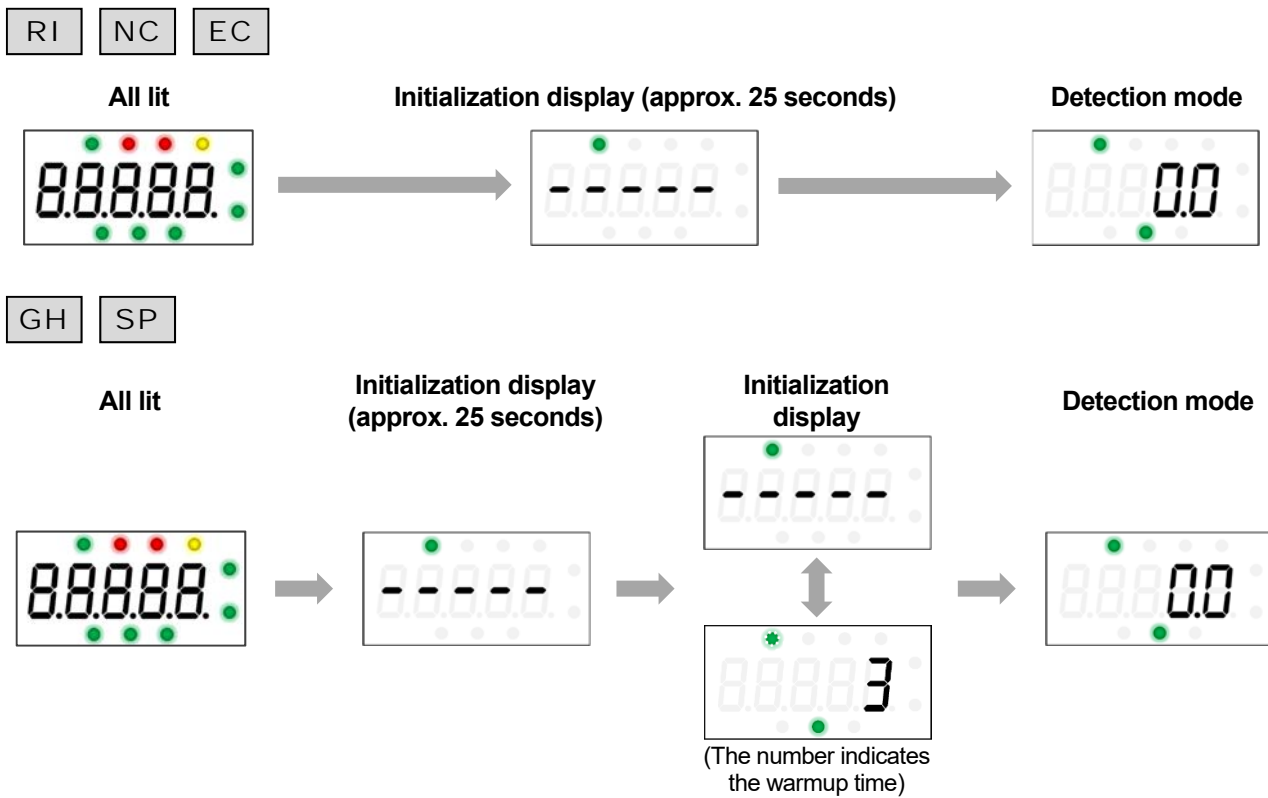 RI NC EC
All lit Initialization display (approx. 25 seconds) Detection mode
8.8.8.8.8. - - - - - 0.0
GH SP
All lit
Initialization display
(approx. 25 seconds)
Initialization
display
Detection mode
- - - - -
8.8.8.8.8. - - - - - 0.0
3
(The number indicates
the warmup time)